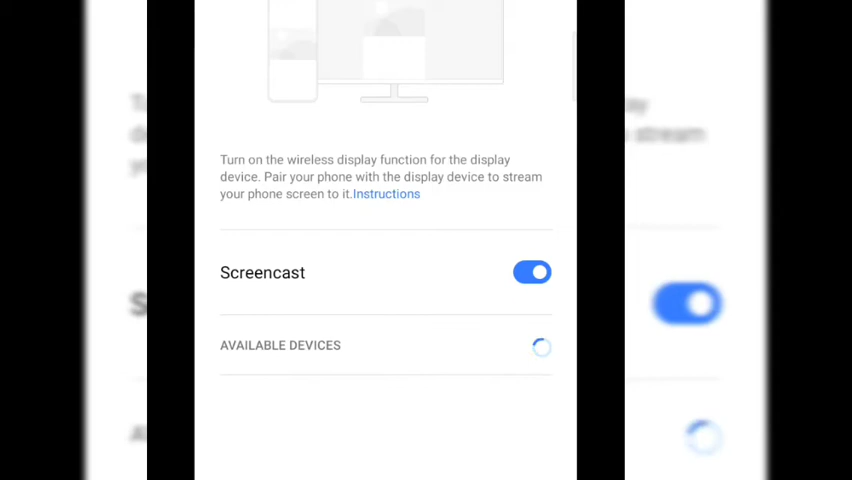 Turn on the wireless display function for the display
device. Pair your phone with the display device to stream
your phone screen to it.Instructions
Screencast
AVAILABLE DEVICES